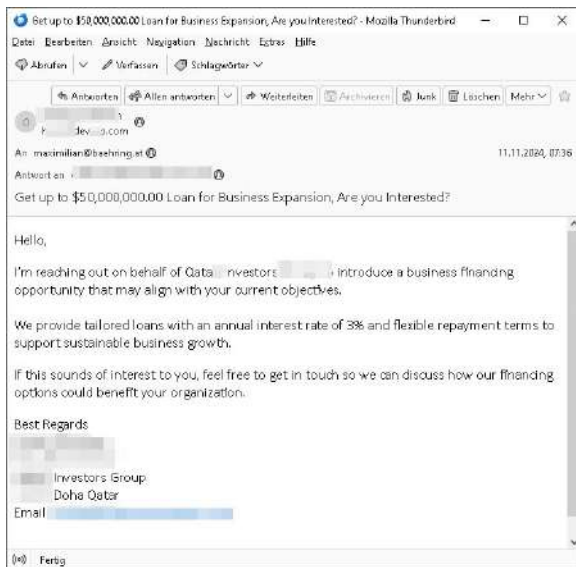 Get up to $50,000,000.00 Loan for Business Expansion, Are you Interested? - Mozilla Thunderbird
Datei Bearbeiten Ansicht Navigation Nachricht Extras Hilfe
Abrufen Verfassen Schlagwörter
Antworten Allen antworten Weiterleiten Archivieren Junk Löschen Mehr
.com
An maximilian@baehring.at 11.11.2024, 07:36
Antwort an
Get up to $50,000,000.00 Loan for Business Expansion, Are you Interested?
Hello,
I'm reaching out on behalf of introduce a business financing
opportunity that may align with your current objectives.
We provide tailored loans with an annual interest rate of 3% and flexible repayment terms to
support sustainable business growth.
If this sounds of interest to you, feel free to get in touch so we can discuss how our financing
options could benefit your organization.
Best Regards
Investors Group
Doha Qatar
Email
Fertig